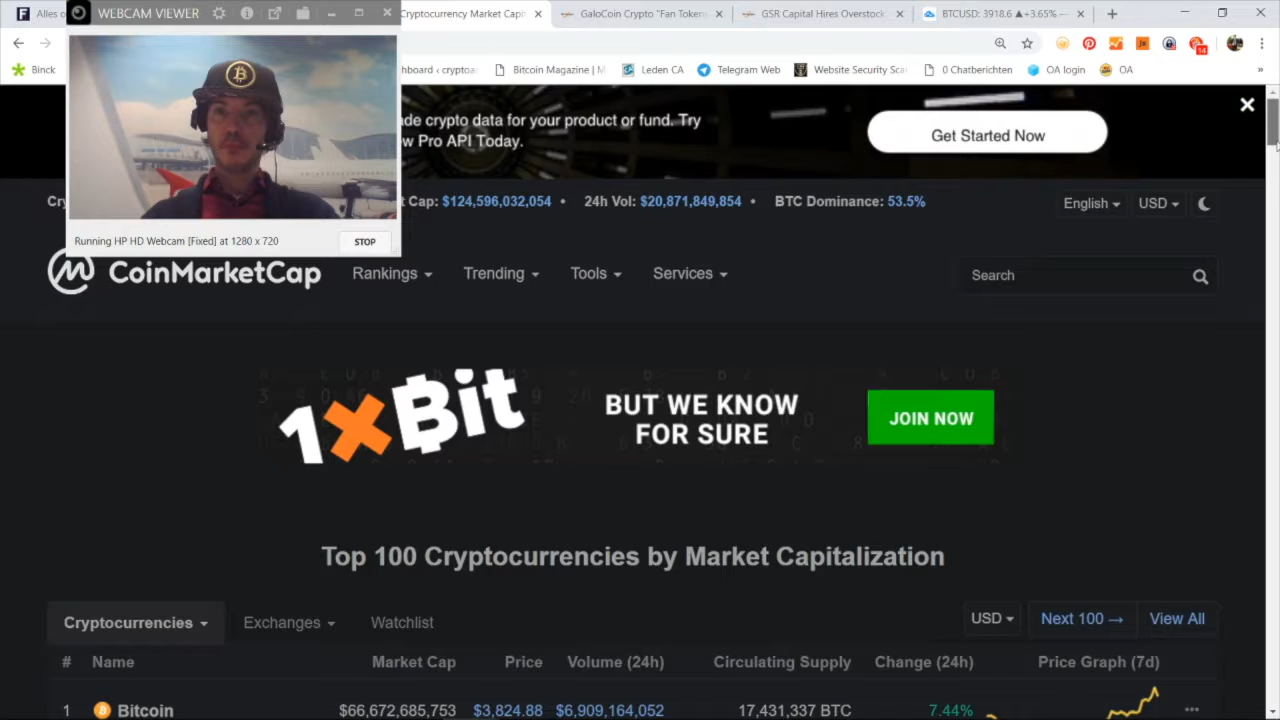 WEBCAM VIEWER
Alles o
Cryptocurrency Market Capi
GaloCoin Crypto "Fan Token
GSR Capital Hires Overstock
BTCUSD: 3918.6 ▲+3.65% ---
14
Binck
hboard ‹ cryptoa
Bitcoin Magazine | M
Leden CA
Telegram Web
Website Security Sca
Chatberichten
OA login
OA
»
ade crypto data for your product or fund. Try
w Pro API Today.
Get Started Now
Running HP HD Webcam [Fixed] at 1280 x 720
STOP
Cry
t Cap: $124,596,032,054 • 24h Vol: $20,871,849,854 • BTC Dominance: 53.5%
English
USD
CoinMarketCap
Rankings
Trending
Tools
Services
Search
1xBit
BUT WE KNOW
FOR SURE
JOIN NOW
Top 100 Cryptocurrencies by Market Capitalization
Cryptocurrencies
Exchanges
Watchlist
USD
Next 100 →
View All
# Name Market Cap Price Volume (24h) Circulating Supply Change (24h) Price Graph (7d)
1 Bitcoin $66,672,685,753 $3,824.88 $6,909,164,052 17,431,337 BTC 7.44%